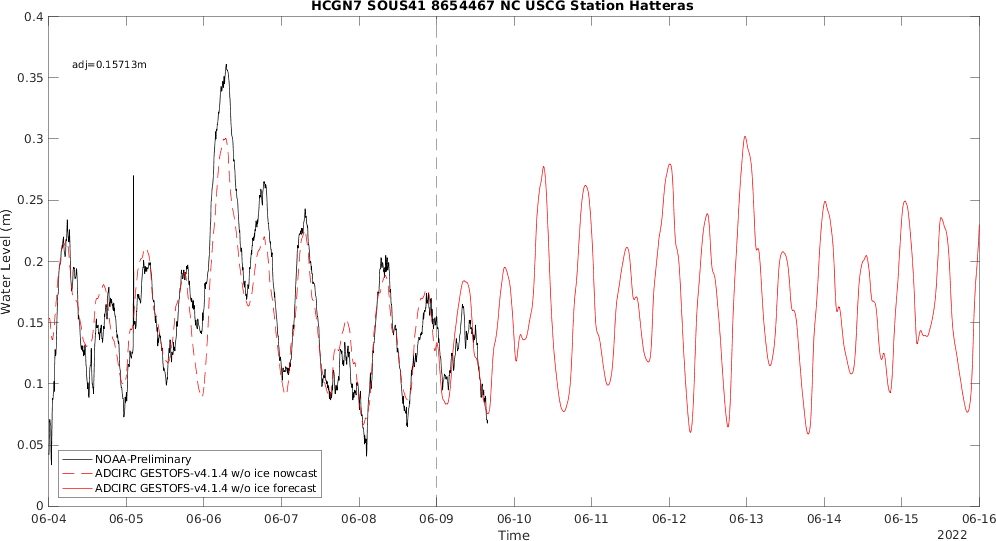 HCGN7 SOUS41 8654467 NC USCG Station Hatteras
adj=0.15713m
Water Level (m)
0.4
0.35
0.3
0.25
0.2
0.15
0.1
0.05
0
NOAA-Preliminary
ADCIRC GESTOFS-v4.1.4 w/o ice nowcast
ADCIRC GESTOFS-v4.1.4 w/o ice forecast
06-04 06-05 06-06 06-07 06-08 06-09 06-10 06-11 06-12 06-13 06-14 06-15 06-16
Time
2022